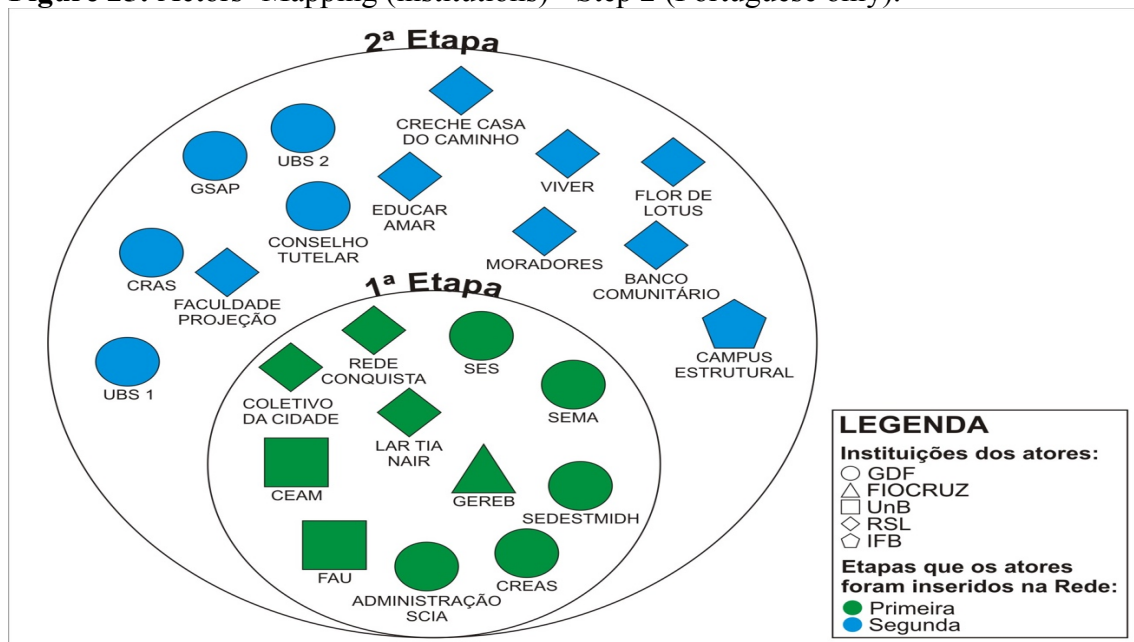 Figure 23: Actors' Mapping (institutions) - Step 2 (Portuguese only).
2ª Etapa
CRECHE CASA
DO CAMINHO
UBS 2
GSAP
VIVER
FLOR DE
LOTUS
EDUCAR
AMAR
CONSELHO
TUTELAR
MORADORES
BANCO
COMUNITÁRIO
CRAS
FACULDADE
PROJEÇÃO
CAMPUS
ESTRUTURAL
UBS 1
1ª Etapa
REDE
CONQUISTA
SES
COLETIVO
DA CIDADE
SEMA
LAR TIA
NAIR
CEAM
GEREB
SEDESTMIDH
FAU
ADMINISTRAÇÃO
SCIA
CREAS
LEGENDA
Instituições dos atores:
GDF
FIOCRUZ
UnB
RSL
IFB
Etapas que os atores
foram inseridos na Rede:
Primeira
Segunda